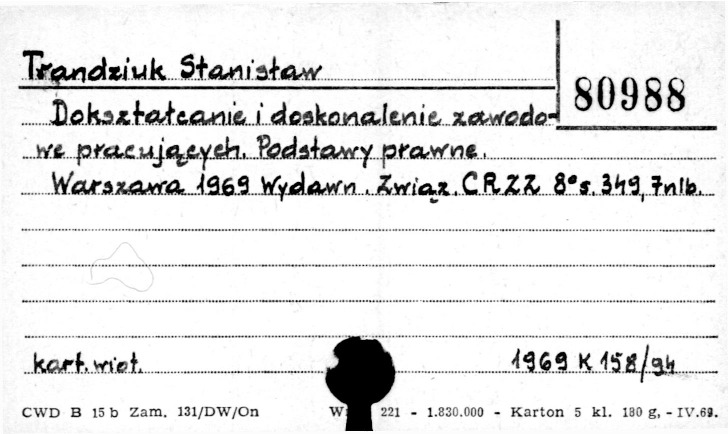 Trandziuk Stanisław
80988
Dokształcanie i doskonalenie zawodo-
we pracujących. Podstawy prawne.
Warszawa 1969 Wydawn. Związ. CRZZ 8° s. 349, 7nlb.
kart. wiot.
1969 K 158/94
CWD B 15 b Zam. 131/DW/On
221 - 1.830.000 - Karton 5 kl. 180 g, - IV.69.